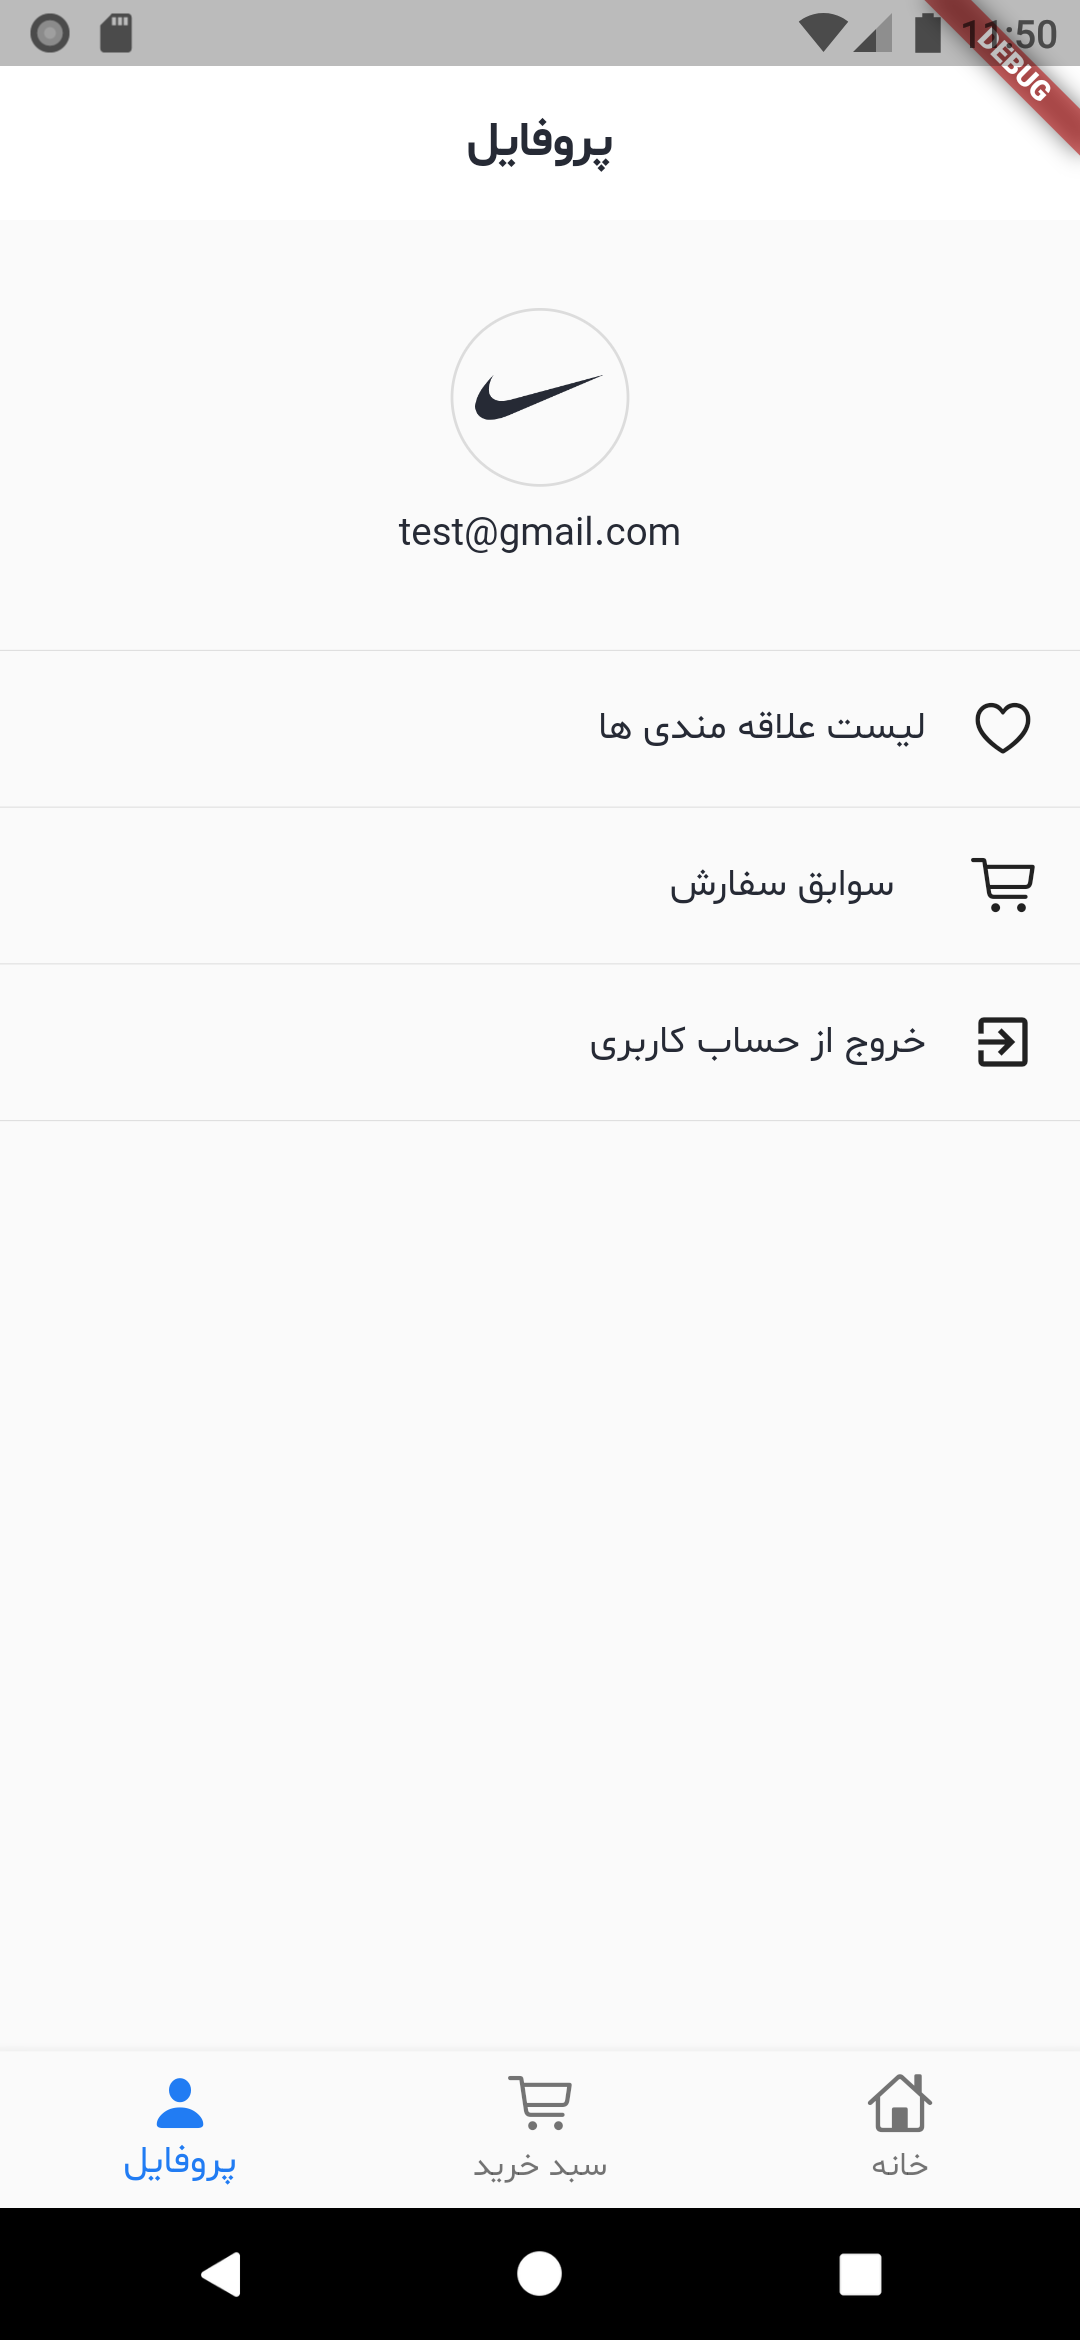 11:50
DEBUG
پروفایل
test@gmail.com
لیست علاقه مندی ها
سوابق سفارش
خروج از حساب کاربری
خانه
سبد خرید
پروفایل